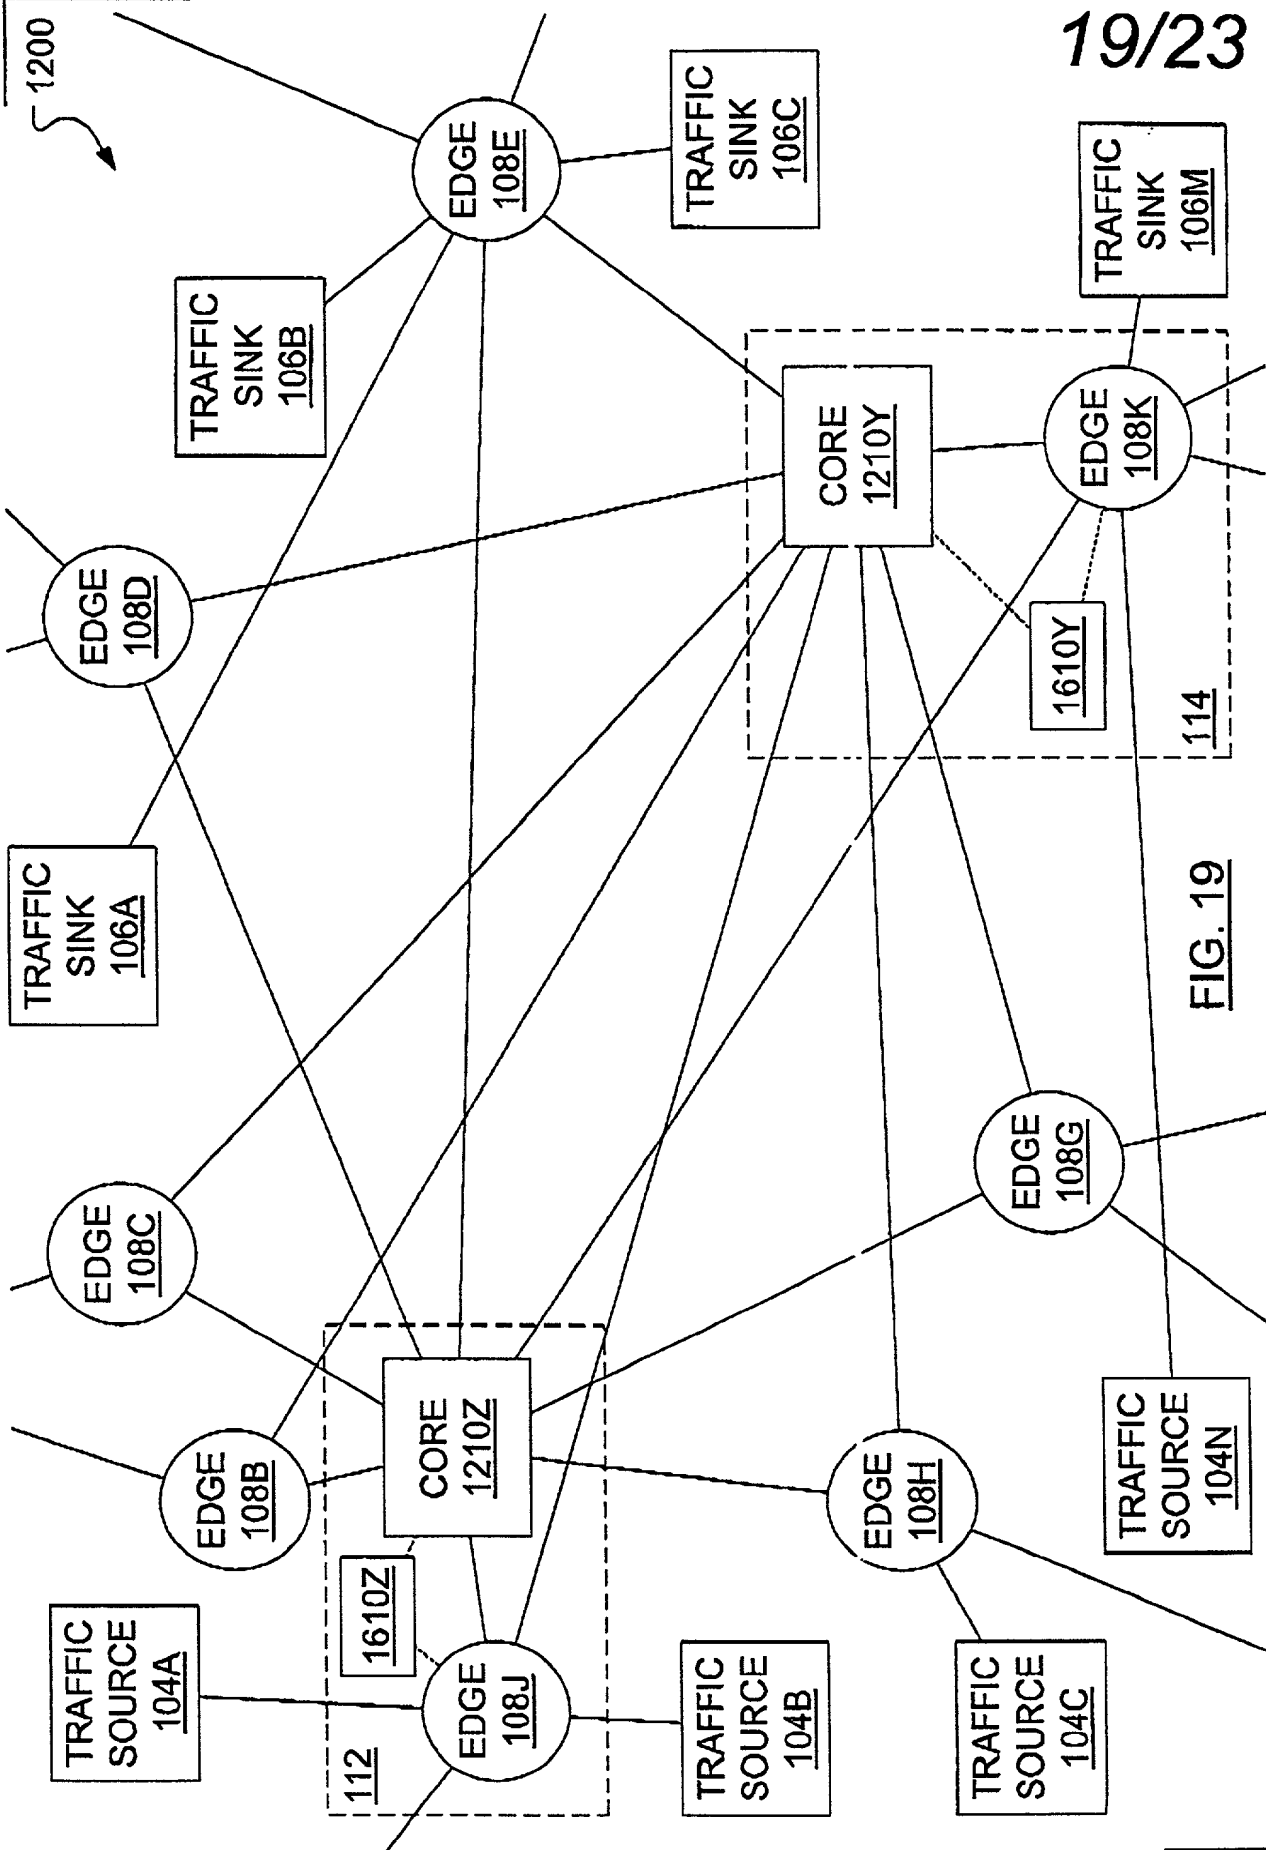 19/23
1200
TRAFFIC
SOURCE
104A
EDGE
108B
EDGE
108C
TRAFFIC
SINK
106A
EDGE
108D
TRAFFIC
SINK
106B
EDGE
108E
TRAFFIC
SINK
106C
112
EDGE
108J
1610Z
CORE
1210Z
TRAFFIC
SOURCE
104B
CORE
1210Y
EDGE
108K
1610Y
114
TRAFFIC
SINK
106M
TRAFFIC
SOURCE
104C
EDGE
108H
EDGE
108G
TRAFFIC
SOURCE
104N
FIG. 19